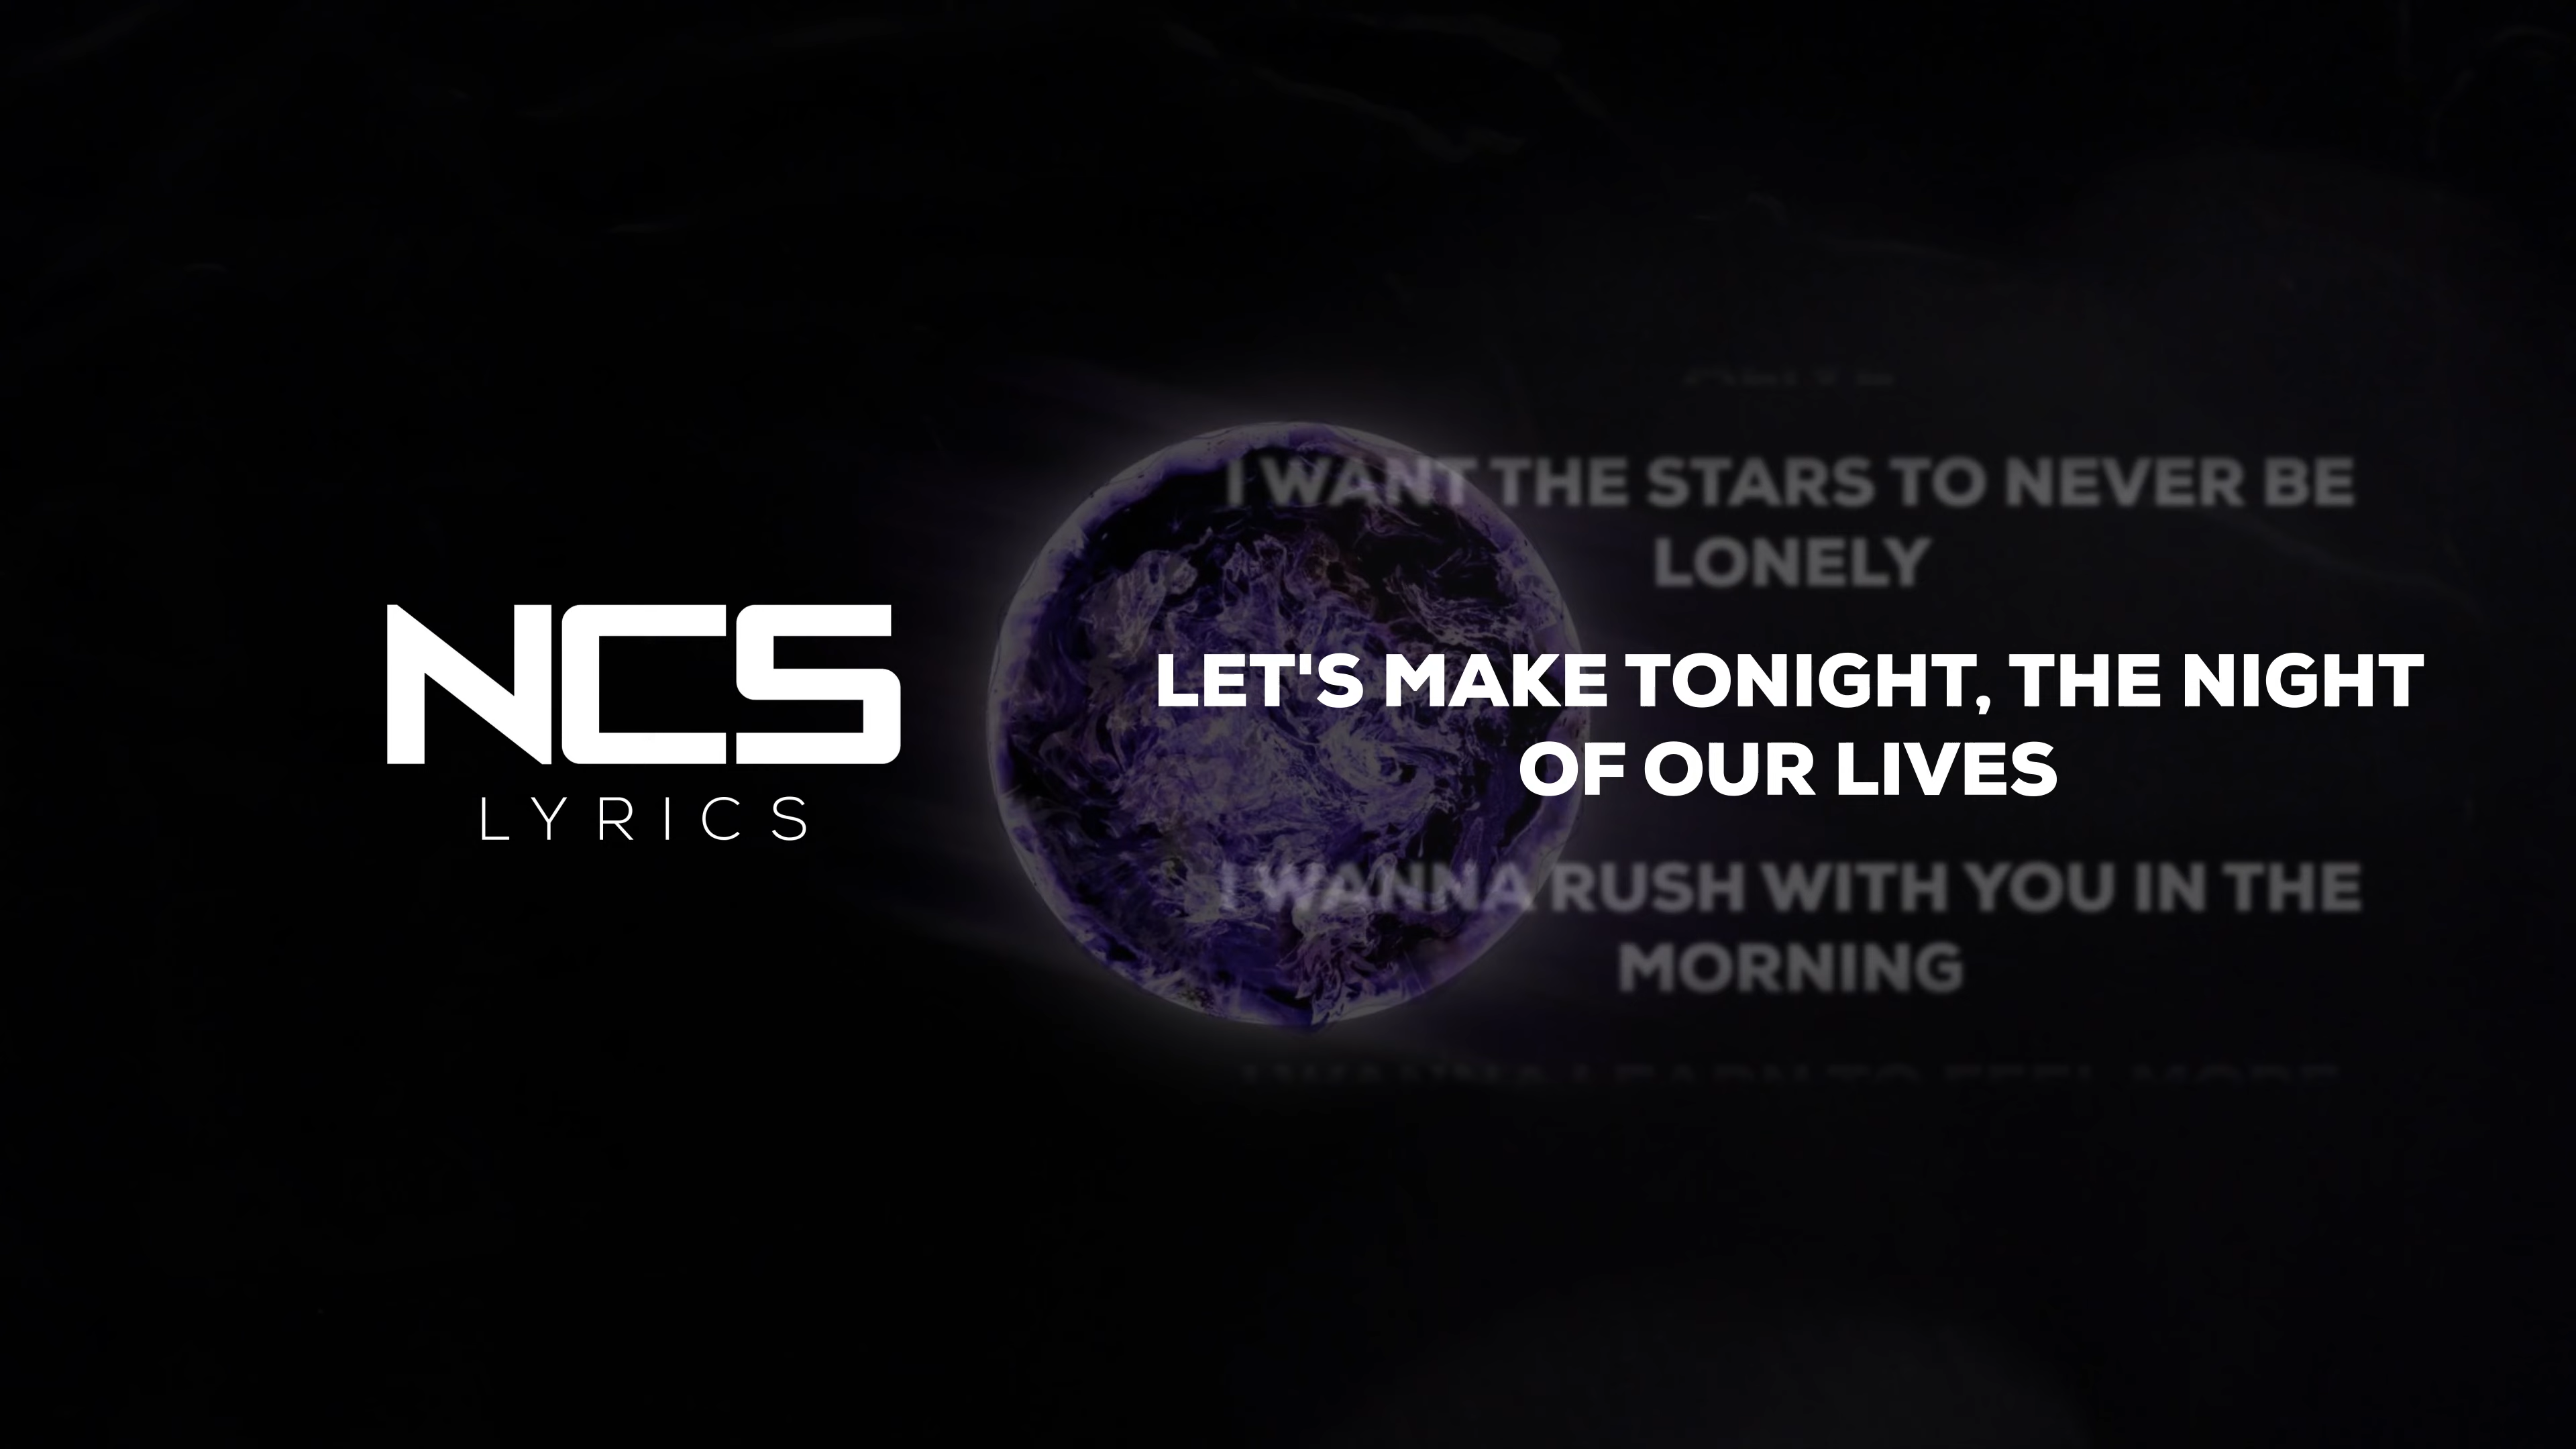 NCS
LYRICS
I WANT THE STARS TO NEVER BE
LONELY
LET'S MAKE TONIGHT, THE NIGHT
OF OUR LIVES
I WANNA RUSH WITH YOU IN THE
MORNING